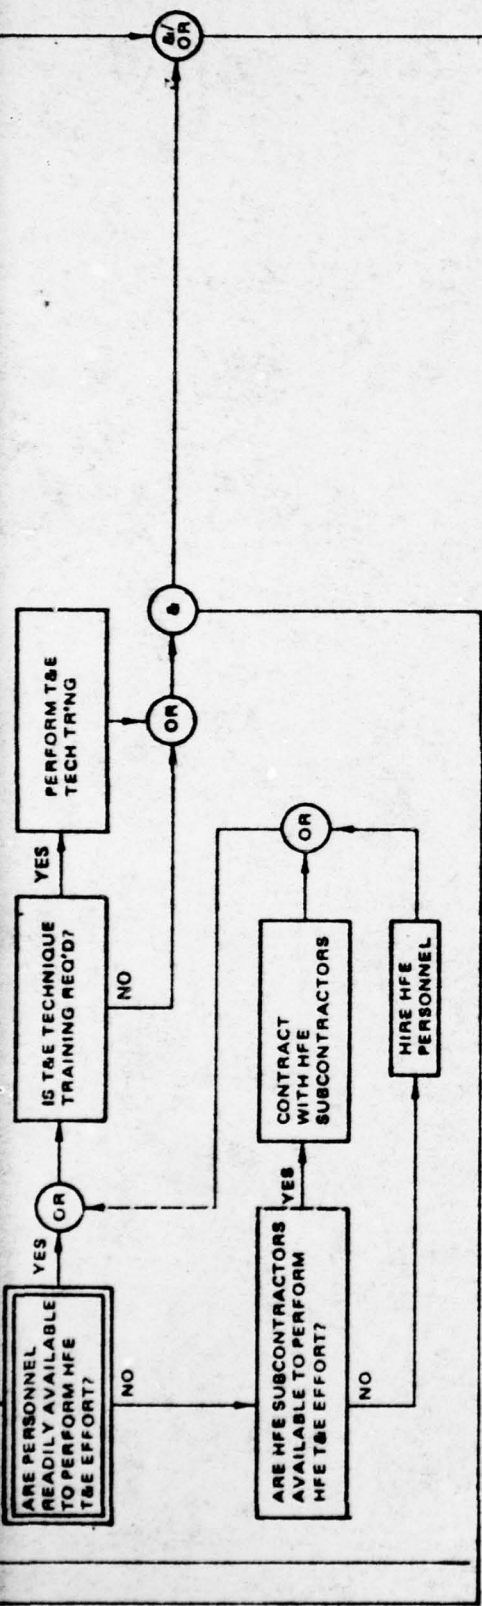 ARE PERSONNEL
READILY AVAILABLE
TO PERFORM HFE
T&E EFFORT?
YES
NO
OR
IS T&E TECHNIQUE
TRAINING REQ'D?
YES
NO
PERFORM T&E
TECH TR'NG
OR
&
&/
OR
ARE HFE SUBCONTRACTORS
AVAILABLE TO PERFORM
HFE T&E EFFORT?
YES
NO
CONTRACT
WITH HFE
SUBCONTRACTORS
HIRE HFE
PERSONNEL
OR